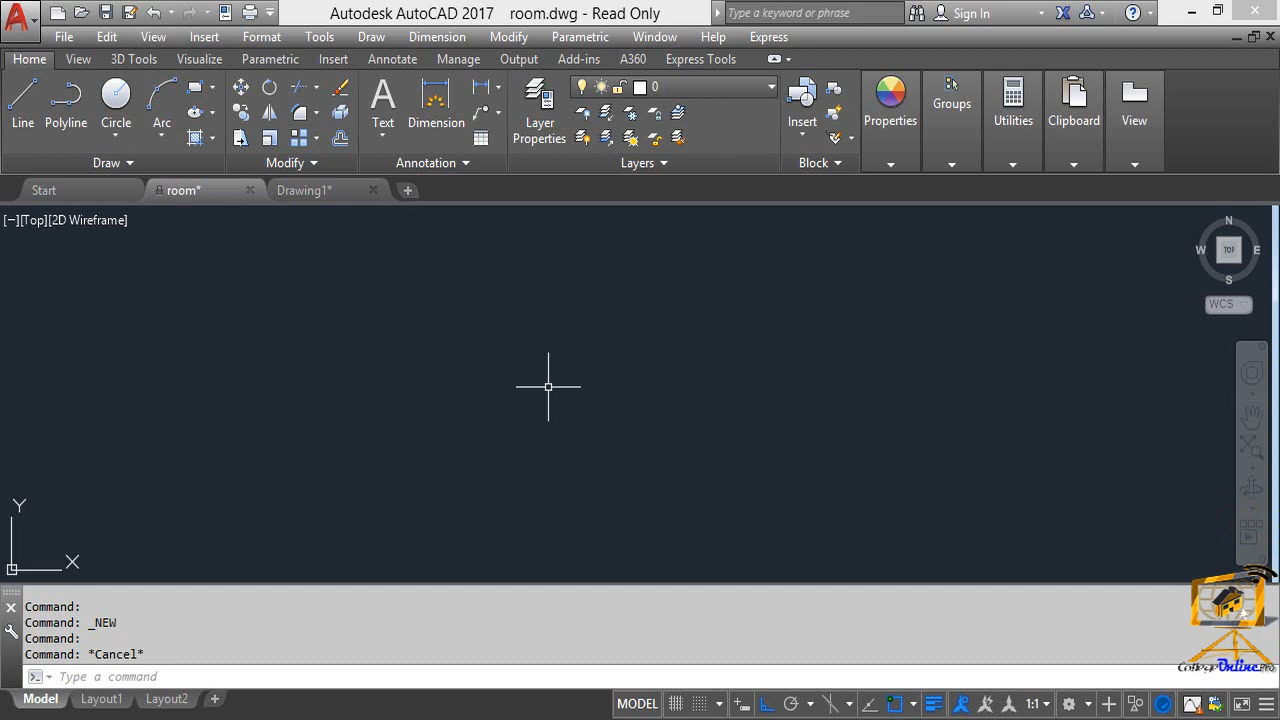 Autodesk AutoCAD 2017 room.dwg - Read Only
Type a keyword or phrase
Sign In
File Edit View Insert Format Tools Draw Dimension Modify Parametric Window Help Express
Home View 3D Tools Visualize Parametric Insert Annotate Manage Output Add-ins A360 Express Tools
0
Line Polyline Circle Arc
Text Dimension
Layer Properties
Insert
Properties
Groups
Utilities
Clipboard
View
Draw Modify Annotation Layers Block
Start room* Drawing1*
[−][Top][2D Wireframe]
N
W TOP E
S
WCS
Y
X
Command:
Command: _NEW
Command:
Command: *Cancel*
Type a command
Model Layout1 Layout2
MODEL
1:1
CollegeOnline.PRO